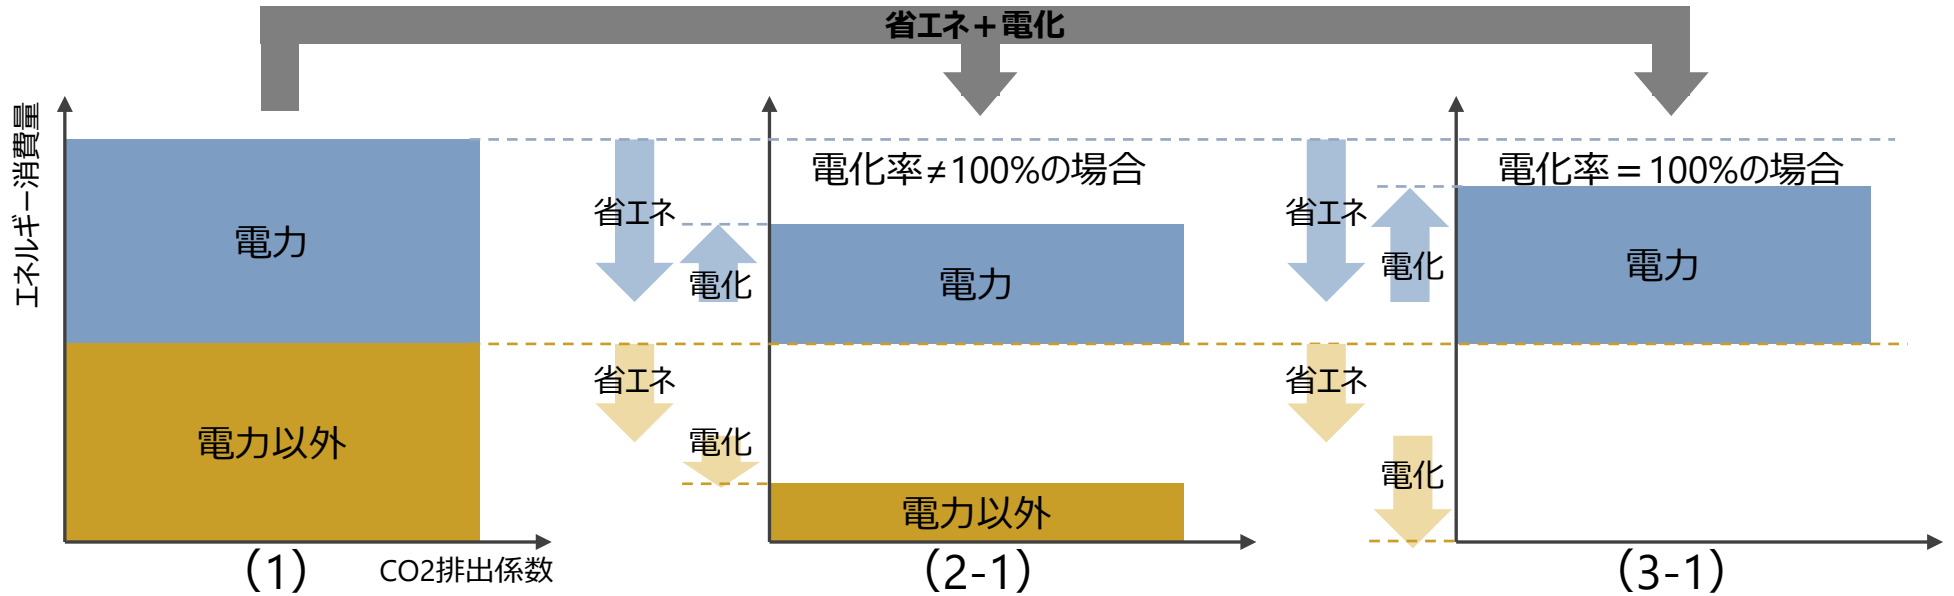 省エネ＋電化
エネルギー消費量
電力
電力以外
(1)
CO2排出係数
省エネ
電化
省エネ
電化
電化率≠100%の場合
電力
電力以外
(2-1)
省エネ
電化
省エネ
電化
電化率＝100%の場合
電力
(3-1)